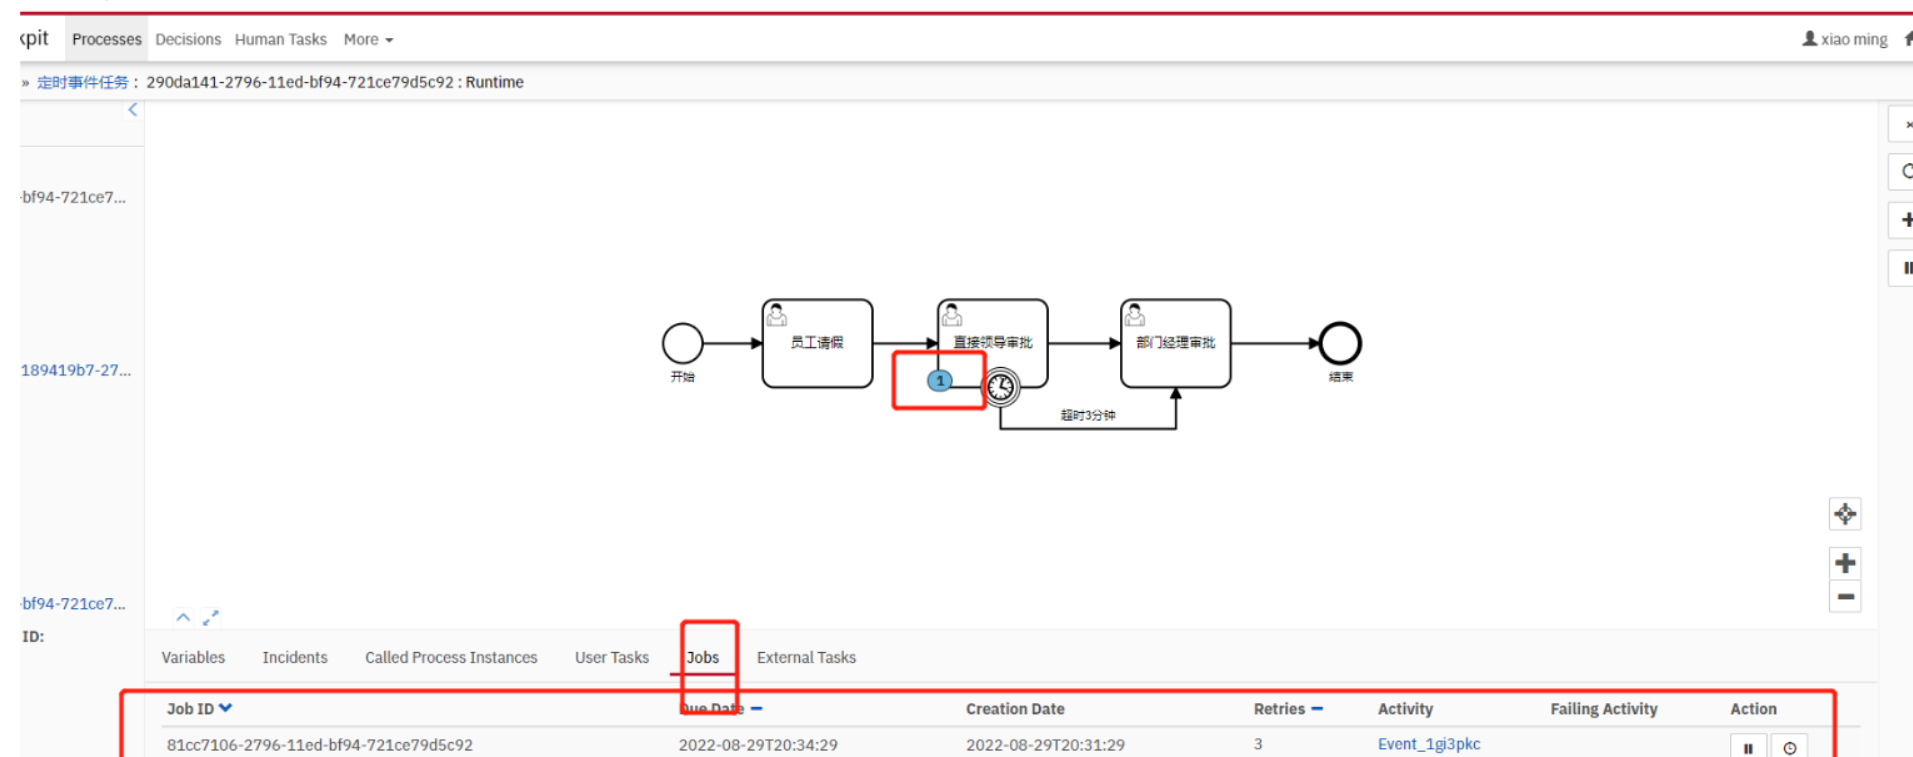 kpit Processes Decisions Human Tasks More xiao ming
» 定时事件任务 : 290da141-2796-11ed-bf94-721ce79d5c92 : Runtime
-bf94-721ce7...
189419b7-27...
-bf94-721ce7...
ID:
员工请假
直接领导审批
部门经理审批
开始
1
结束
超时3分钟
Variables Incidents Called Process Instances User Tasks Jobs External Tasks
Job ID Due Date Creation Date Retries Activity Failing Activity Action
81cc7106-2796-11ed-bf94-721ce79d5c92 2022-08-29T20:34:29 2022-08-29T20:31:29 3 Event_1gi3pkc